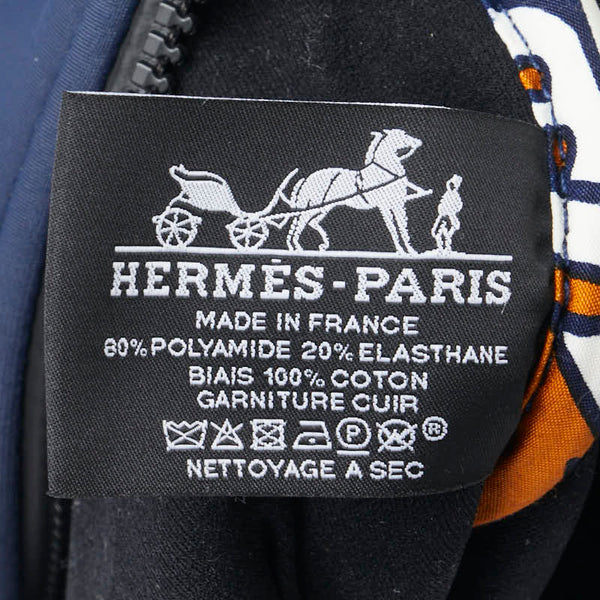 HERMÈS-PARIS
MADE IN FRANCE
80% POLYAMIDE 20% ELASTHANE
BIAIS 100% COTON
GARNITURE CUIR
P W ®
NETTOYAGE A SEC